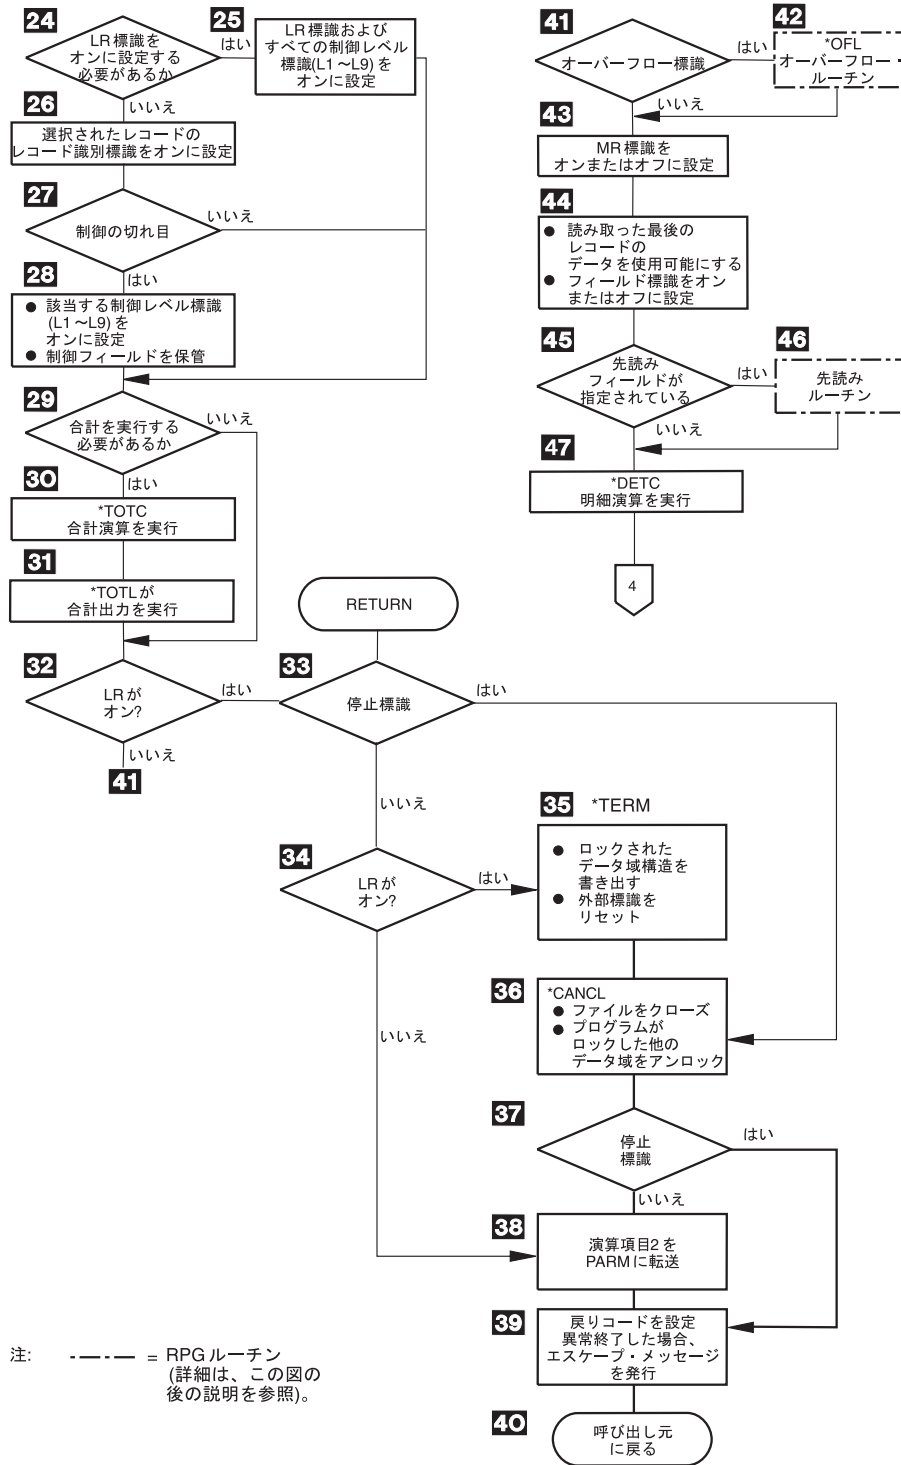 24
LR標識を
オンに設定する
必要があるか
はい
いいえ
25
LR標識および
すべての制御レベル
標識(L1～L9)を
オンに設定
26
選択されたレコードの
レコード識別標識をオンに設定
27
制御の切れ目
いいえ
はい
28
● 該当する制御レベル標識
(L1～L9)を
オンに設定
● 制御フィールドを保管
29
合計を実行する
必要があるか
いいえ
はい
30
*TOTC
合計演算を実行
31
*TOTLが
合計出力を実行
32
LRが
オン?
はい
いいえ
41
RETURN
33
停止標識
はい
いいえ
34
LRが
オン?
はい
いいえ
35 *TERM
● ロックされた
データ域構造を
書き出す
● 外部標識を
リセット
36
*CANCL
● ファイルをクローズ
● プログラムが
ロックした他の
データ域をアンロック
37
停止
標識
はい
いいえ
38
演算項目2を
PARMに転送
39
戻りコードを設定
異常終了した場合、
エスケープ・メッセージ
を発行
40
呼び出し元
に戻る
41
オーバーフロー標識
はい
いいえ
42
*OFL
オーバーフロー・
ルーチン
43
MR標識を
オンまたはオフに設定
44
● 読み取った最後の
レコードの
データを使用可能にする
● フィールド標識をオン
またはオフに設定
45
先読み
フィールドが
指定されている
はい
いいえ
46
先読み
ルーチン
47
*DETC
明細演算を実行
4
注: = RPGルーチン
(詳細は、この図の
後の説明を参照)。